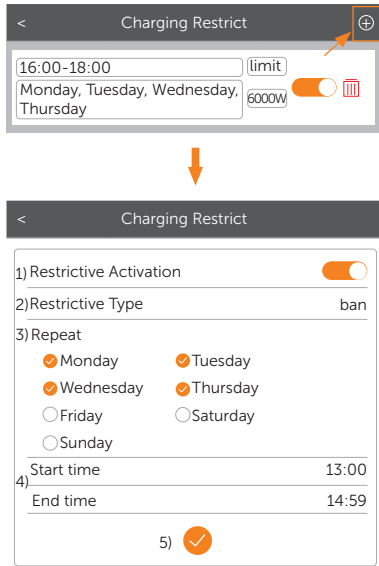 < Charging Restrict
16:00-18:00 limit
Monday, Tuesday, Wednesday,
Thursday
6000W
< Charging Restrict
1) Restrictive Activation
2) Restrictive Type ban
3) Repeat
Monday Tuesday
Wednesday Thursday
Friday Saturday
Sunday
4) Start time 13:00
End time 14:59
5)